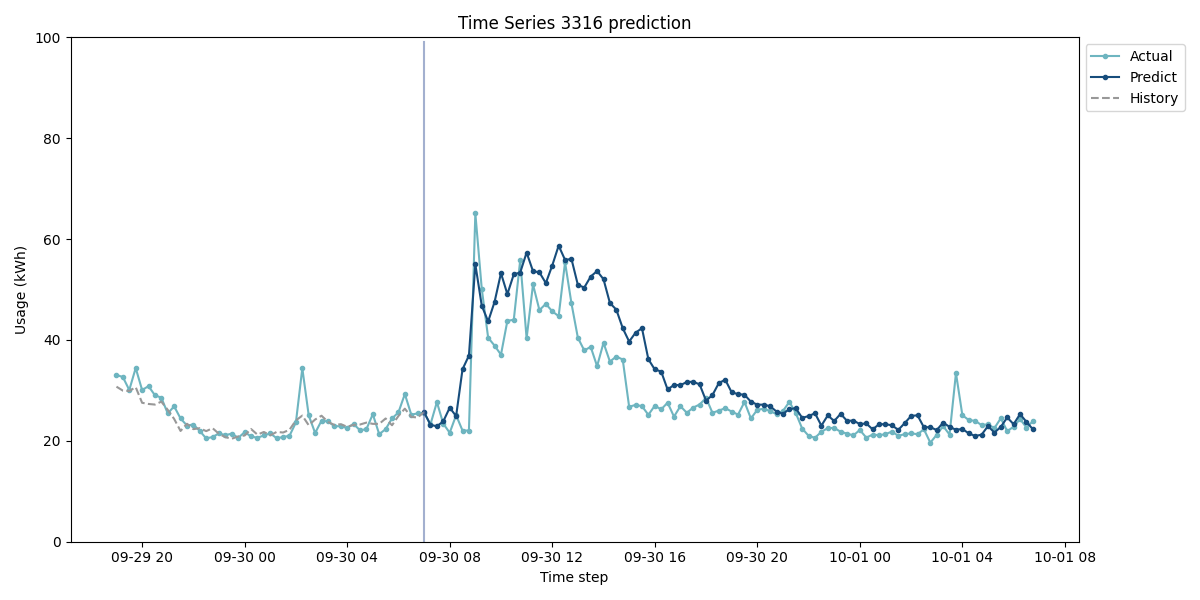 Time Series 3316 prediction
100
80
60
40
20
0
Usage (kWh)
09-29 20
09-30 00
09-30 04
09-30 08
09-30 12
09-30 16
09-30 20
10-01 00
10-01 04
10-01 08
Time step
Actual
Predict
History